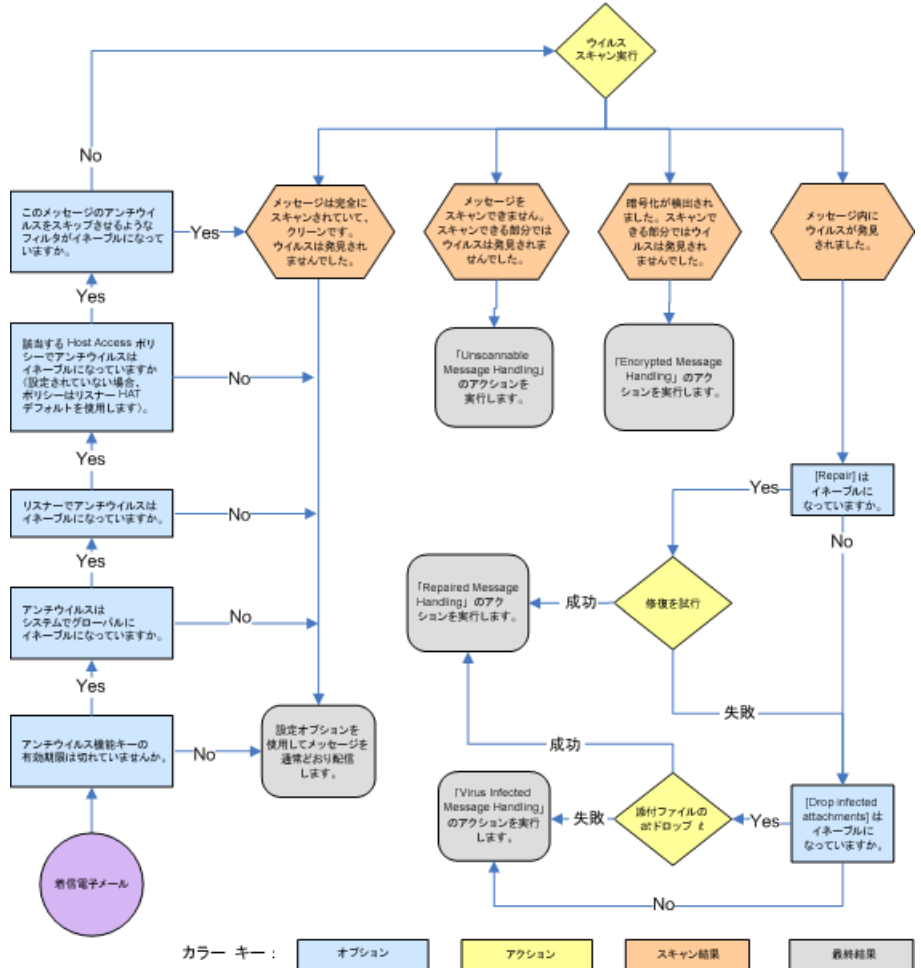 ウイルス
スキャン実行
No
このメッセージのアンチウイ
ルスをスキップさせるような
フィルタがイネーブルになって
いますか。
Yes
メッセージは完全に
スキャンされていて、
クリーンです。
ウイルスは発見され
ませんでした。
メッセージを
スキャンできません。
スキャンできる部分では
ウイルスは発見されま
せんでした。
暗号化が検出され
ました。スキャンで
きる部分ではウイ
ルスは発見され
ませんでした。
メッセージ内に
ウイルスが発見
されました。
Yes
該当する Host Access ポリ
シーでアンチウイルスは
イネーブルになっていますか
(設定されていない場合、
ポリシーはリスナー HAT
デフォルトを使用します)。
No
「Unscannable
Message Handling」
のアクションを
実行します。
「Encrypted Message
Handling」のアク
ションを実行します。
Yes
リスナーでアンチウイルスは
イネーブルになっていますか。
No
[Repair] は
イネーブルに
なっていますか。
Yes
No
Yes
アンチウイルスは
システムでグローバルに
イネーブルになっていますか。
No
「Repaired Message
Handling」のアク
ションを実行します。
成功
修復を試行
失敗
Yes
アンチウイルス機能キーの
有効期限は切れていませんか。
No
設定オプションを
使用してメッセージを
通常どおり配信
します。
成功
「Virus Infected
Message Handling」
のアクションを実行
します。
失敗
添付ファイルの
atドロップ t
Yes
[Drop infected
attachments] は
イネーブルに
なっていますか。
No
着信電子メール
カラー キー :
オプション
アクション
スキャン結果
最終結果